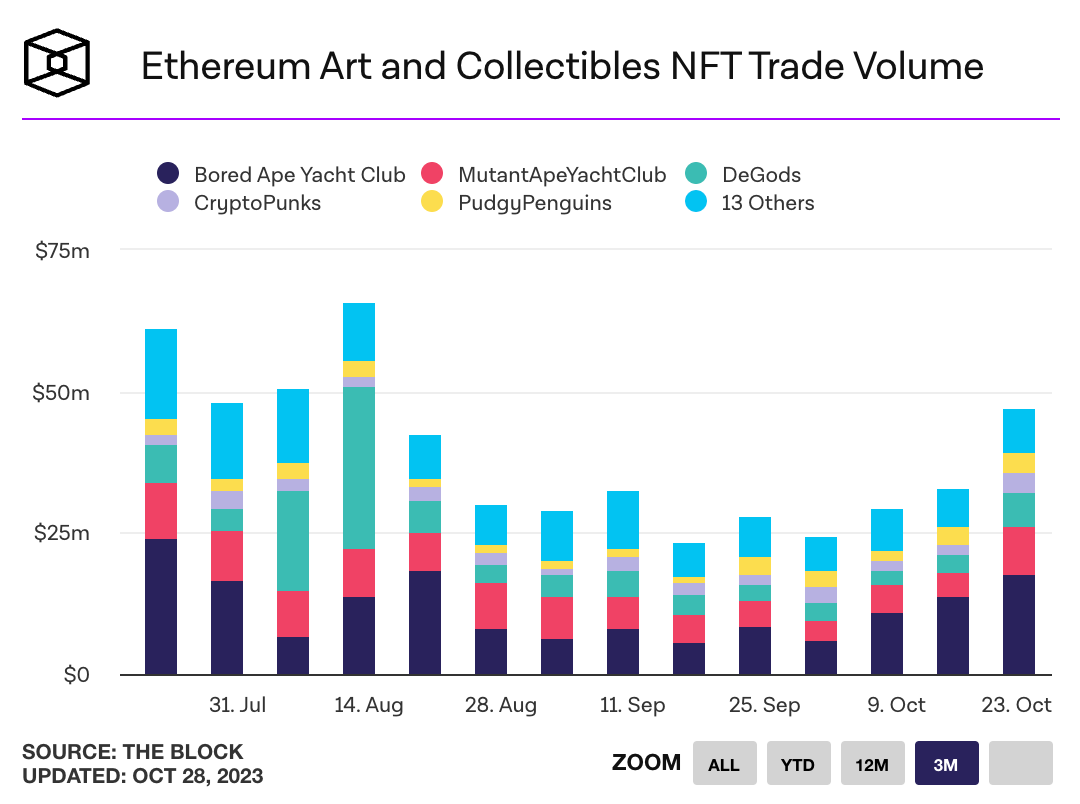 Ethereum Art and Collectibles NFT Trade Volume
Bored Ape Yacht Club MutantApeYachtClub DeGods
CryptoPunks PudgyPenguins 13 Others
$75m
$50m
$25m
$0
31. Jul 14. Aug 28. Aug 11. Sep 25. Sep 9. Oct 23. Oct
SOURCE: THE BLOCK
UPDATED: OCT 28, 2023
ZOOM ALL YTD 12M 3M